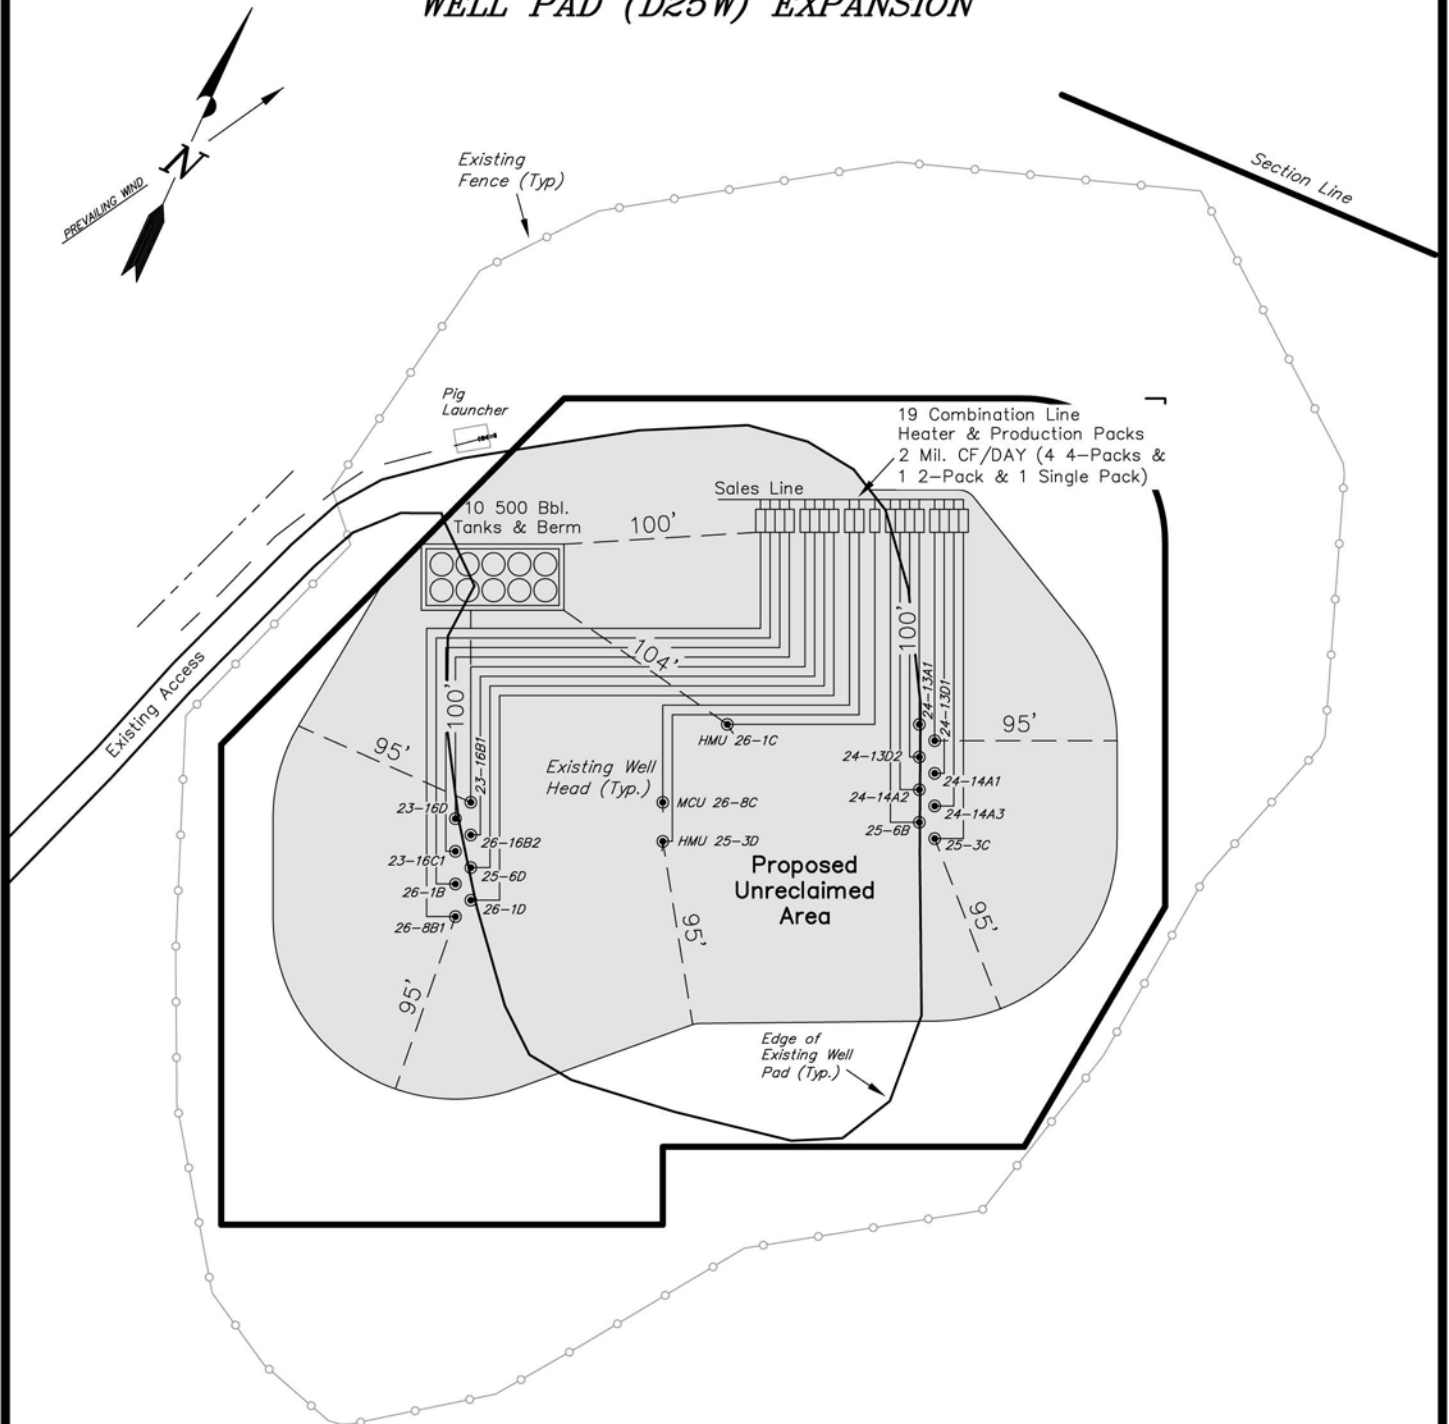 WELL PAD (D25W) EXPANSION
N
PREVAILING WIND
Existing
Fence (Typ)
Section Line
Pig
Launcher
19 Combination Line
Heater & Production Packs
2 Mil. CF/DAY (4 4-Packs &
1 2-Pack & 1 Single Pack)
Sales Line
10 500 Bbl.
Tanks & Berm
100'
100'
104'
100'
Existing Access
95'
23-16B1
HMU 26-1C
24-13A1
24-13D1
95'
24-13D2
Existing Well
Head (Typ.)
24-14A1
24-14A2
23-16D
MCU 26-8C
24-14A3
25-6B
26-16B2
HMU 25-3D
25-3C
23-16C1
25-6D
Proposed
Unreclaimed
Area
26-1B
26-1D
26-8B1
95'
95'
95'
Edge of
Existing Well
Pad (Typ.)